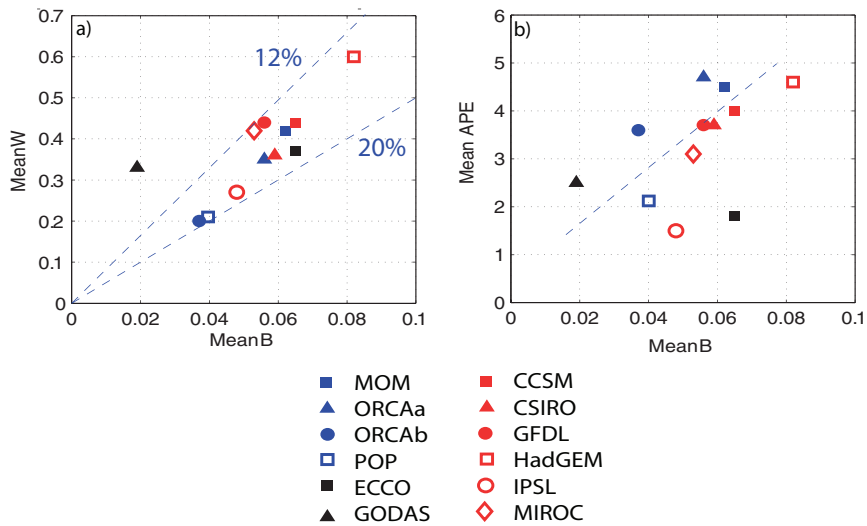 a)
0.7
0.6
0.5
0.4
0.3
0.2
0.1
0
MeanW
12%
20%
0 0.02 0.04 0.06 0.08 0.1
MeanB
b)
6
5
4
3
2
1
0
Mean APE
0 0.02 0.04 0.06 0.08 0.1
MeanB
MOM
ORCAa
ORCAb
POP
ECCO
GODAS
CCSM
CSIRO
GFDL
HadGEM
IPSL
MIROC